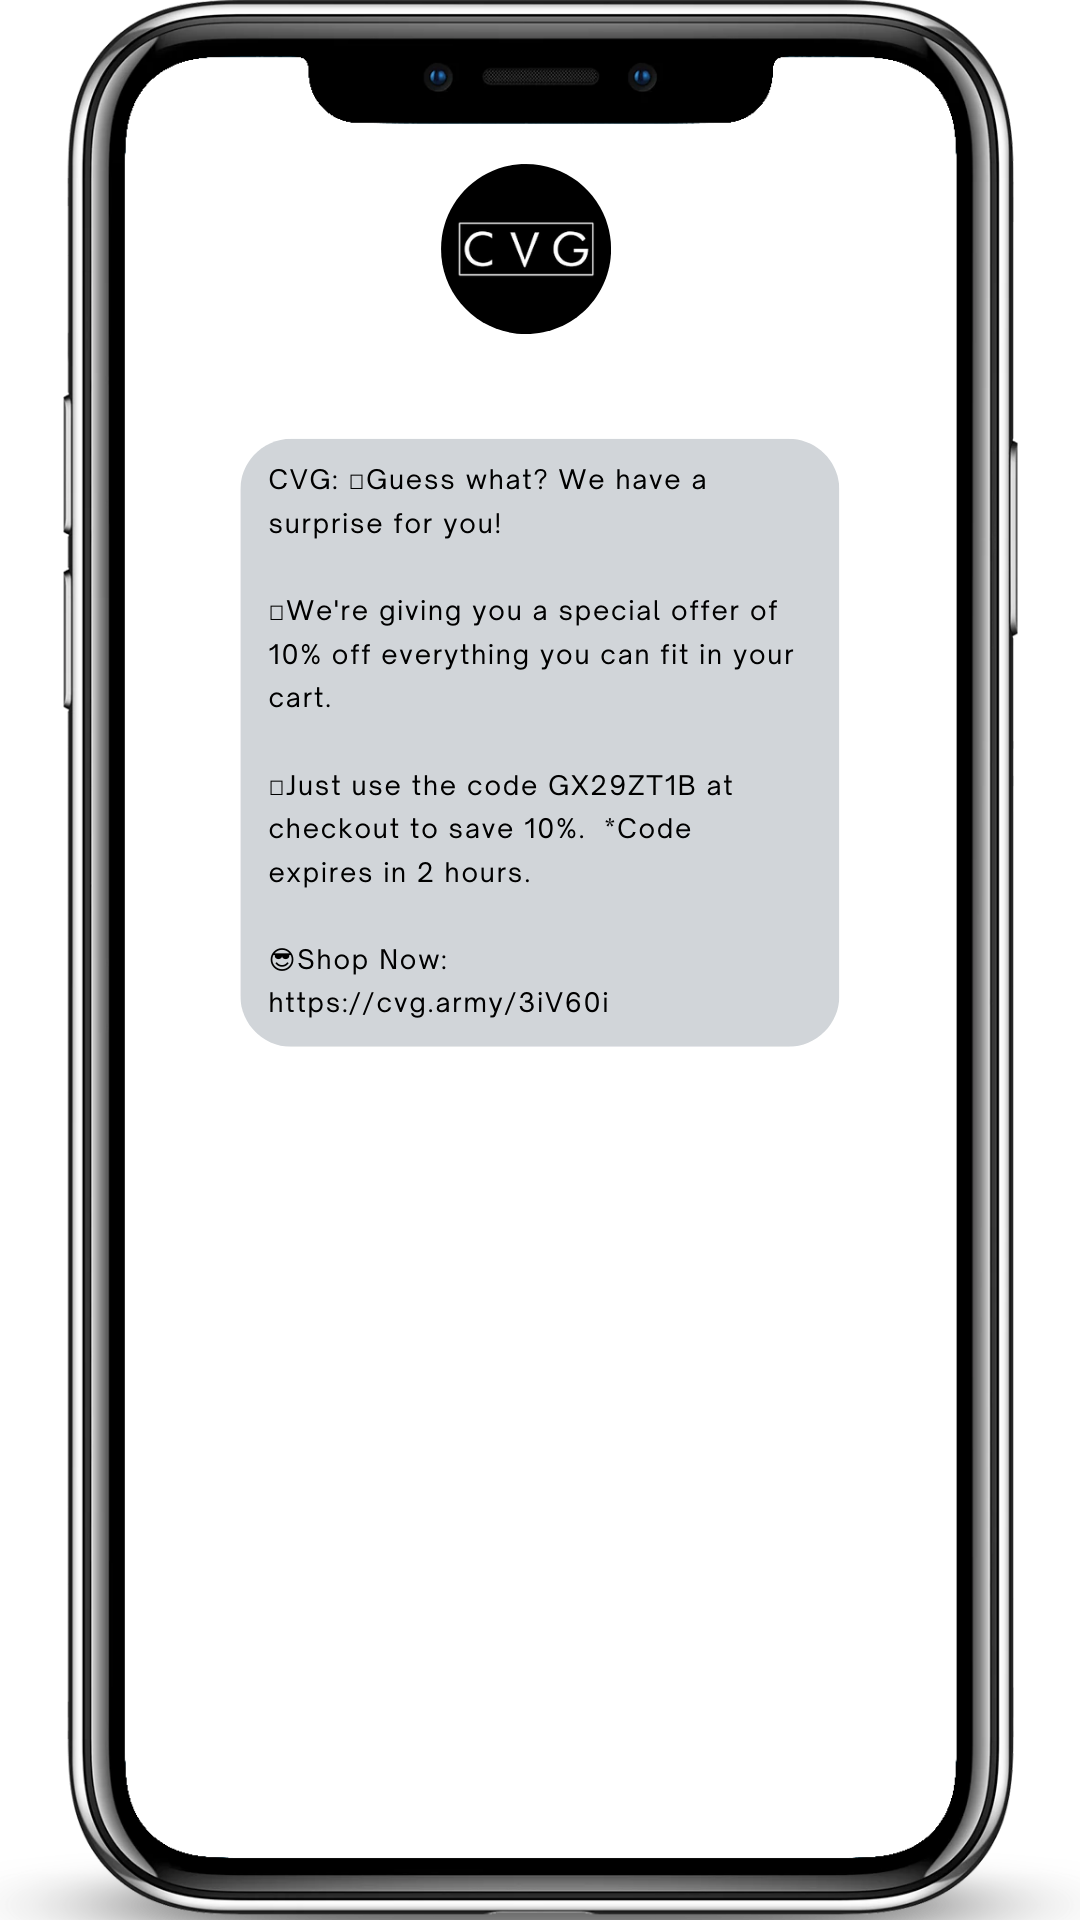 CVG
CVG: □Guess what? We have a
surprise for you!
□We're giving you a special offer of
10% off everything you can fit in your
cart.
□Just use the code GX29ZT1B at
checkout to save 10%.  *Code
expires in 2 hours.
😎Shop Now:
https://cvg.army/3iV60i